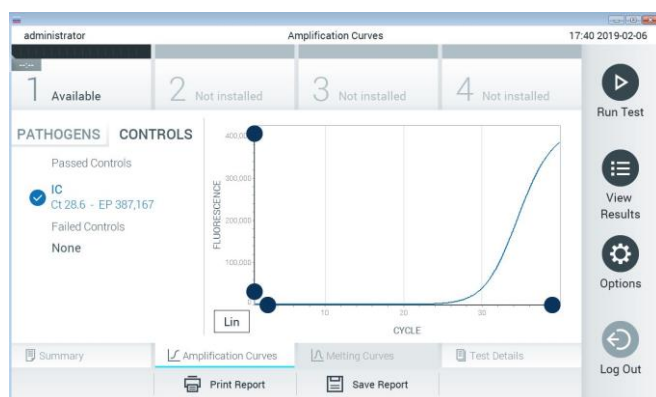 administrator Amplification Curves 17:40 2019-02-06
--:--
1 Available 2 Not installed 3 Not installed 4 Not installed
Run Test
PATHOGENS CONTROLS
Passed Controls
IC
Ct 28.6 - EP 387,167
Failed Controls
None
FLUORESCENCE
400,00
300,000
200,000
100,000
0
10 20 30
CYCLE
Lin
View
Results
Options
Log Out
Summary Amplification Curves Melting Curves Test Details
Print Report Save Report